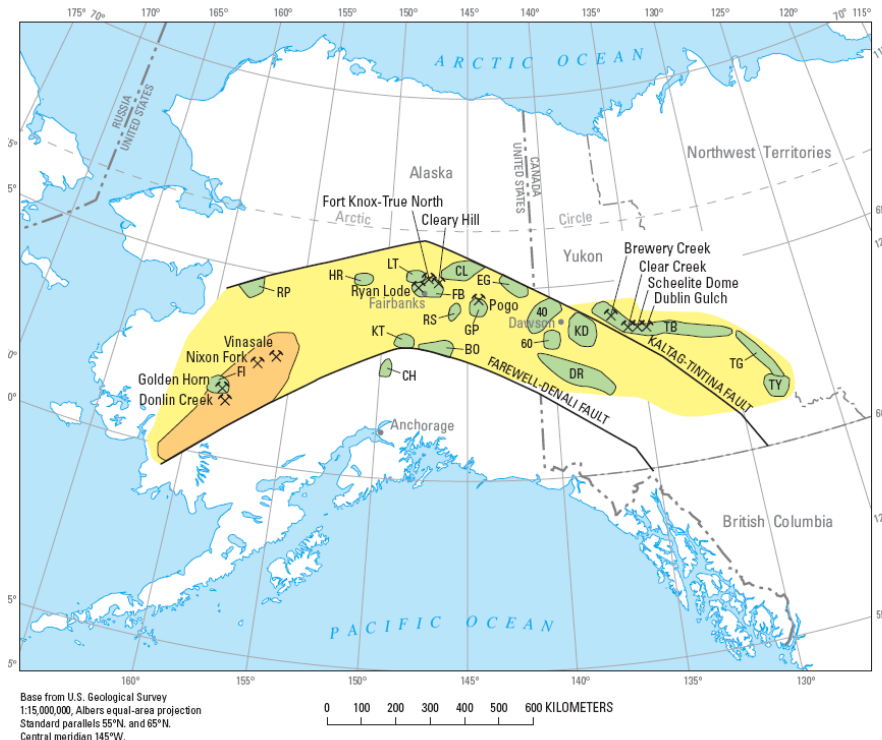 175° 70° 170° 165° 160° 155° 150° 145° 140° 135° 130° 125° 120° 70° 115°
ARCTIC OCEAN
RUSSIA
UNITED STATES
CANADA
UNITED STATES
Northwest Territories
Alaska
Fort Knox-True North
Arctic Circle
Cleary Hill
Yukon
Brewery Creek
Clear Creek
Scheelite Dome
Dublin Gulch
LT
CL
HR
EG
RP
Ryan Lode
FB
Fairbanks
Pogo
40
RS
GP
Dawson
KD
TB
KT
60
BO
TG
Vinasale
Nixon Fork
FI
Golden Horn
Donlin Creek
CH
DR
TY
KALTAG-TINTINA FAULT
FAREWELL-DENALI FAULT
Anchorage
British Columbia
PACIFIC OCEAN
160° 155° 150° 145° 140° 135° 130°
Base from U.S. Geological Survey
1:15,000,000, Albers equal-area projection
Standard parallels 55°N. and 65°N.
Central meridian 145°W.
0 100 200 300 400 500 600 KILOMETERS